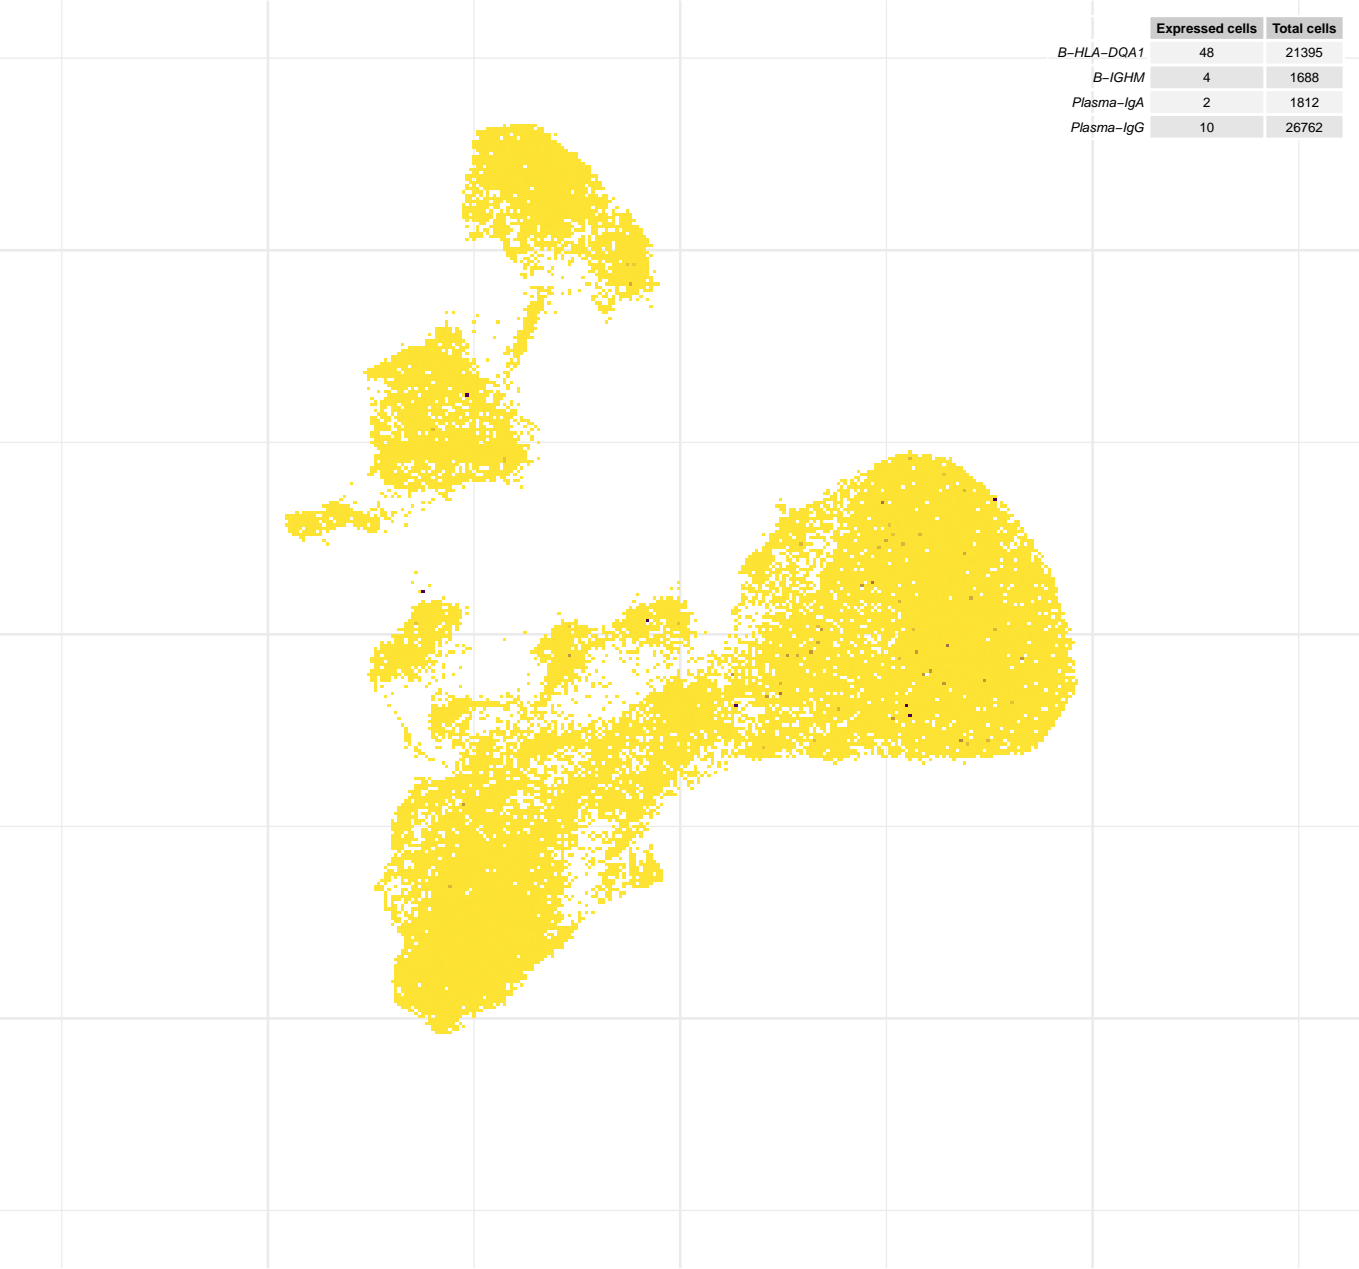 Expressed cells Total cells
B−HLA−DQA1 48 21395
B−IGHM 4 1688
Plasma−IgA 2 1812
Plasma−IgG 10 26762